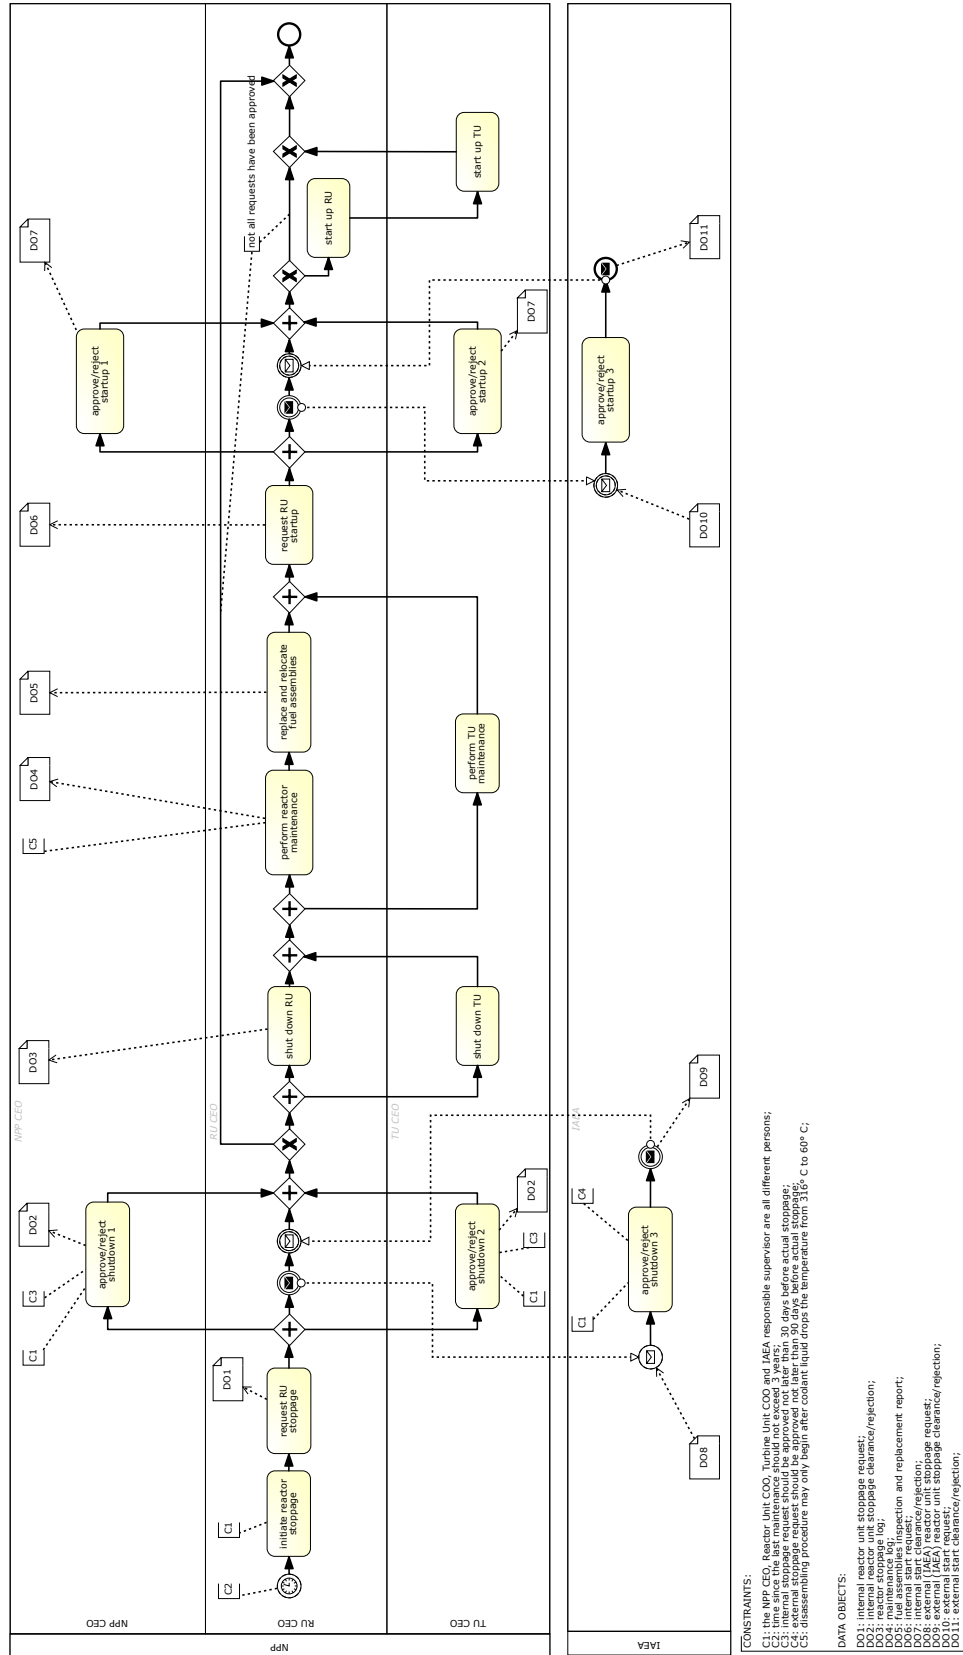 NPP
NPP CEO
RU CEO
TU CEO
IAEA
NPP CEO
RU CEO
TU CEO
IAEA
C2
C1
initiate reactor
stoppage
request RU
stoppage
DO1
C1
C3
DO2
approve/reject
shutdown 1
approve/reject
shutdown 2
C1
C3
DO2
DO8
C1
C4
approve/reject
shutdown 3
DO9
DO3
shut down RU
shut down TU
C5
DO4
perform reactor
maintenance
perform TU
maintenance
DO5
replace and relocate
fuel assemblies
DO6
request RU
startup
approve/reject
startup 1
DO7
approve/reject
startup 2
DO7
DO10
approve/reject
startup 3
DO11
not all requests have been approved
start up RU
start up TU
CONSTRAINTS:
C1: the NPP CEO, Reactor Unit COO, Turbine Unit COO and IAEA responsible supervisor are all different persons;
C2: time since the last maintenance should not exceed 3 years;
C3: internal stoppage request should be approved not later than 30 days before actual stoppage;
C4: external stoppage request should be approved not later than 90 days before actual stoppage;
C5: disassembling procedure may only begin after coolant liquid drops the temperature from 316° C to 60° C;
DATA OBJECTS:
DO1: internal reactor unit stoppage request;
DO2: internal reactor unit stoppage clearance/rejection;
DO3: reactor stoppage log;
DO4: maintenance log;
DO5: fuel assemblies inspection and replacement report;
DO6: internal start request;
DO7: internal start clearance/rejection;
DO8: external (IAEA) reactor unit stoppage request;
DO9: external (IAEA) reactor unit stoppage clearance/rejection;
DO10: external start request;
DO11: external start clearance/rejection;